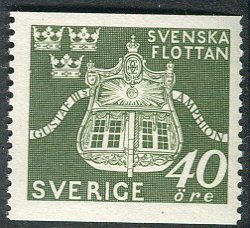 SVENSKA
FLOTTAN
GUSTAF III:S AMPHION
40
SVERIGE öre